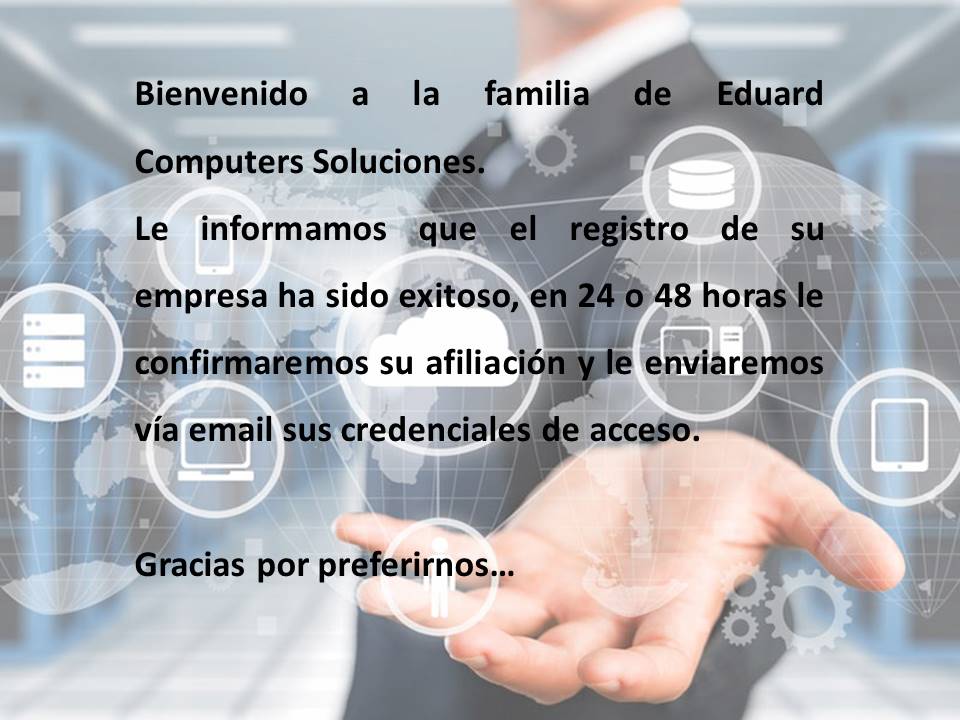 Bienvenido a la familia de Eduard
Computers Soluciones.
Le informamos que el registro de su
empresa ha sido exitoso, en 24 o 48 horas le
confirmaremos su afiliación y le enviaremos
vía email sus credenciales de acceso.
Gracias por preferirnos...